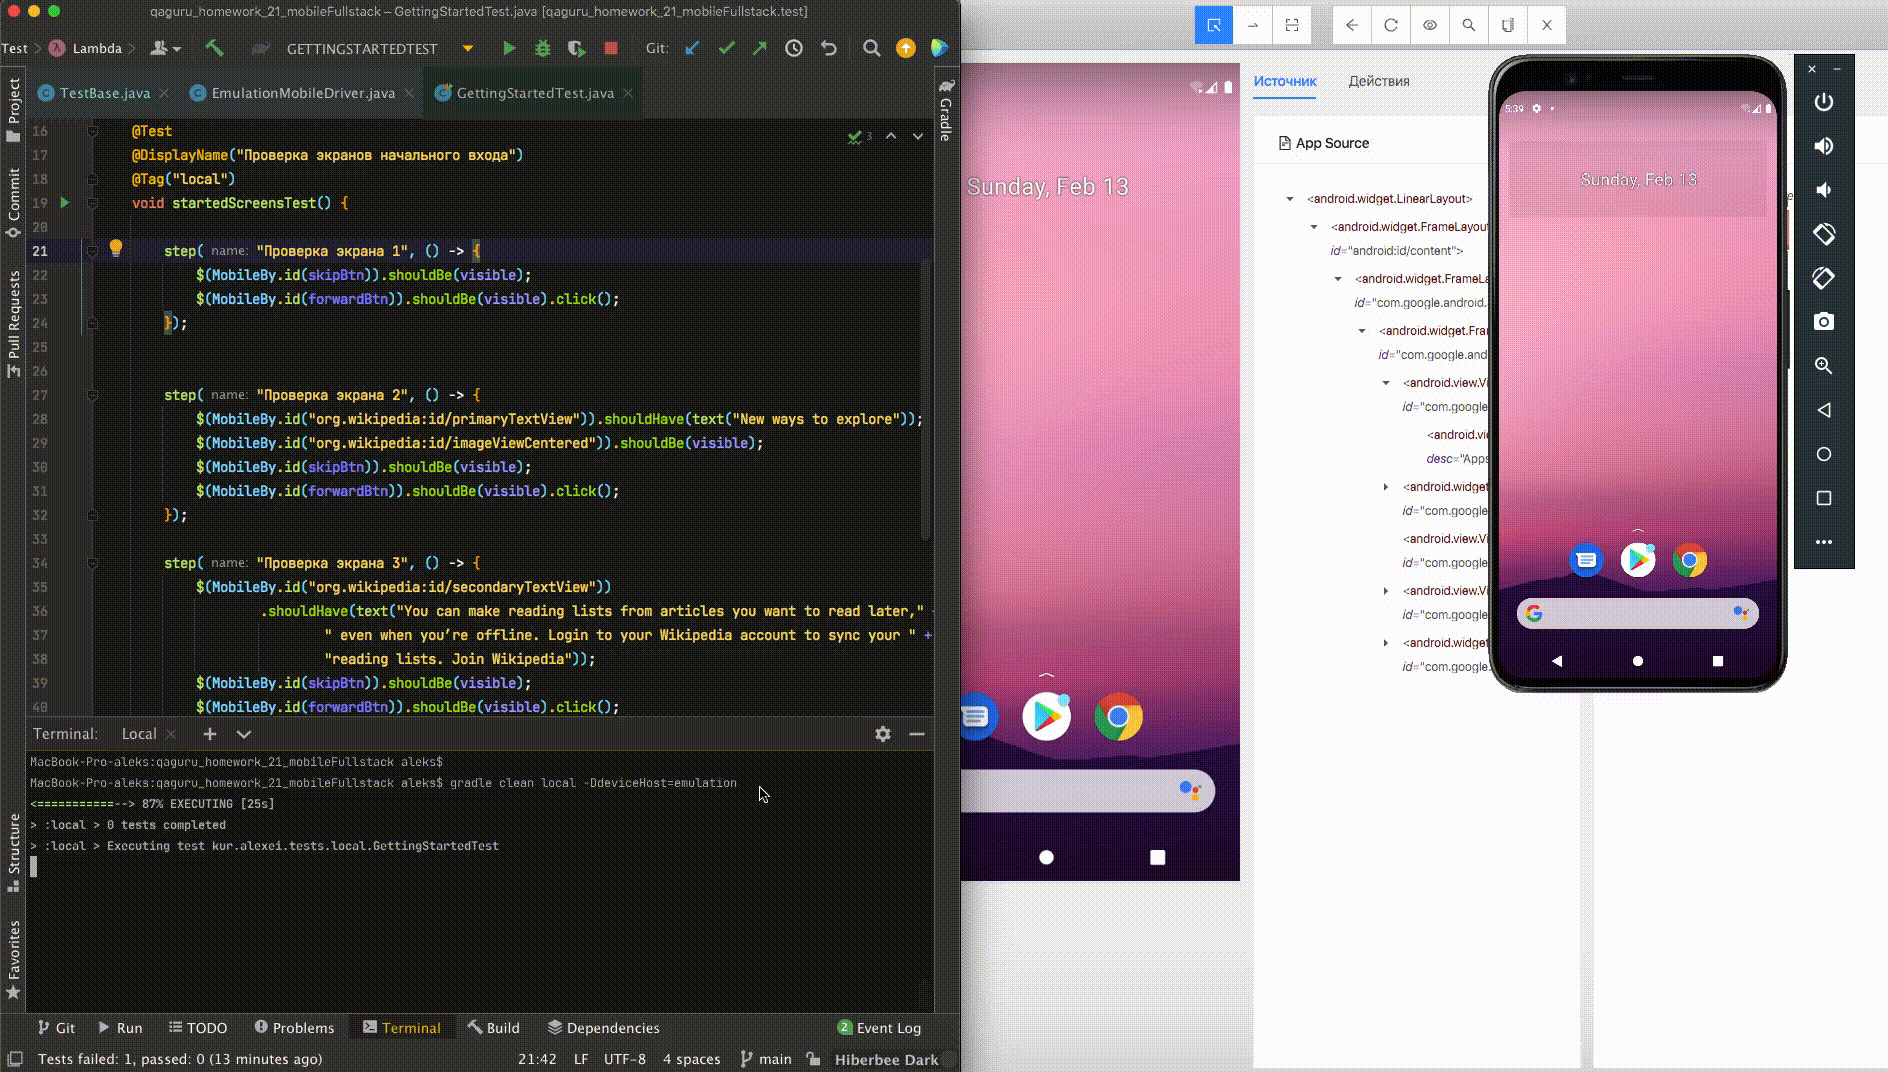 qaguru_homework_21_mobileFullstack – GettingStartedTest.java [qaguru_homework_21_mobileFullstack.test]
Test
Lambda
GETTINGSTARTEDTEST
Git:
Project
Commit
Pull Requests
Structure
Favorites
Gradle
TestBase.java
EmulationMobileDriver.java
GettingStartedTest.java
3
16 @Test
17 @DisplayName("Проверка экранов начального входа")
18 @Tag("local")
19 void startedScreensTest() {
20
21 step( name: "Проверка экрана 1", () -> {
22 $(MobileBy.id(skipBtn)).shouldBe(visible);
23 $(MobileBy.id(forwardBtn)).shouldBe(visible).click();
24 });
25
26
27 step( name: "Проверка экрана 2", () -> {
28 $(MobileBy.id("org.wikipedia:id/primaryTextView")).shouldHave(text("New ways to explore"));
29 $(MobileBy.id("org.wikipedia:id/imageViewCentered")).shouldBe(visible);
30 $(MobileBy.id(skipBtn)).shouldBe(visible);
31 $(MobileBy.id(forwardBtn)).shouldBe(visible).click();
32 });
33
34 step( name: "Проверка экрана 3", () -> {
35 $(MobileBy.id("org.wikipedia:id/secondaryTextView"))
36 .shouldHave(text("You can make reading lists from articles you want to read later,"
37 " even when you’re offline. Login to your Wikipedia account to sync your " +
38 "reading lists. Join Wikipedia"));
39 $(MobileBy.id(skipBtn)).shouldBe(visible);
40 $(MobileBy.id(forwardBtn)).shouldBe(visible).click();
Terminal: Local
MacBook-Pro-aleks:qaguru_homework_21_mobileFullstack aleks$
MacBook-Pro-aleks:qaguru_homework_21_mobileFullstack aleks$ gradle clean local -DdeviceHost=emulation
<===========--> 87% EXECUTING [25s]
> :local > 0 tests completed
> :local > Executing test kur.alexei.tests.local.GettingStartedTest
Git Run TODO Problems Terminal Build Dependencies 2 Event Log
Tests failed: 1, passed: 0 (13 minutes ago) 21:42 LF UTF-8 4 spaces main Hiberbee Dark
Sunday, Feb 13
Источник Действия
App Source
<android.widget.LinearLayout>
<android.widget.FrameLayout
id="android:id/content">
<android.widget.FrameLa
id="com.google.android.
<android.widget.Fra
id="com.google.and
<android.view.Vi
id="com.google
<android.vi
desc="Apps
<android.widget
id="com.google
<android.view.Vi
id="com.google
<android.view.Vi
id="com.google
<android.widget
id="com.google.
5:39
Sunday, Feb 13